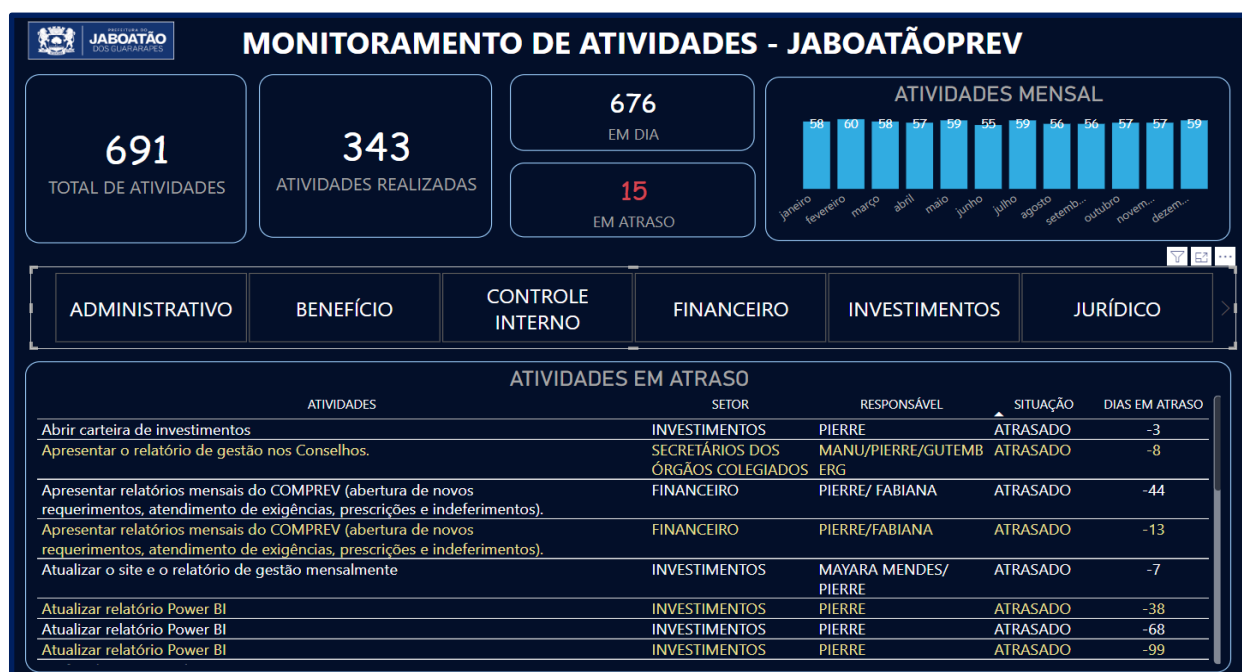 PREFEITURA DO
JABOATÃO
DOS GUARARAPES
MONITORAMENTO DE ATIVIDADES - JABOATÃOPREV
691
TOTAL DE ATIVIDADES
343
ATIVIDADES REALIZADAS
676
EM DIA
15
EM ATRASO
ATIVIDADES MENSAL
58 60 58 57 59 55 59 56 56 57 57 59
janeiro fevereiro março abril maio junho julho agosto setemb... outubro novem... dezem...
ADMINISTRATIVO
BENEFÍCIO
CONTROLE
INTERNO
FINANCEIRO
INVESTIMENTOS
JURÍDICO
ATIVIDADES EM ATRASO
ATIVIDADES SETOR RESPONSÁVEL SITUAÇÃO DIAS EM ATRASO
Abrir carteira de investimentos INVESTIMENTOS PIERRE ATRASADO -3
Apresentar o relatório de gestão nos Conselhos. SECRETÁRIOS DOS MANU/PIERRE/GUTEMB ATRASADO -8
ÓRGÃOS COLEGIADOS ERG
Apresentar relatórios mensais do COMPREV (abertura de novos FINANCEIRO PIERRE/ FABIANA ATRASADO -44
requerimentos, atendimento de exigências, prescrições e indeferimentos).
Apresentar relatórios mensais do COMPREV (abertura de novos FINANCEIRO PIERRE/FABIANA ATRASADO -13
requerimentos, atendimento de exigências, prescrições e indeferimentos).
Atualizar o site e o relatório de gestão mensalmente INVESTIMENTOS MAYARA MENDES/ ATRASADO -7
PIERRE
Atualizar relatório Power BI INVESTIMENTOS PIERRE ATRASADO -38
Atualizar relatório Power BI INVESTIMENTOS PIERRE ATRASADO -68
Atualizar relatório Power BI INVESTIMENTOS PIERRE ATRASADO -99